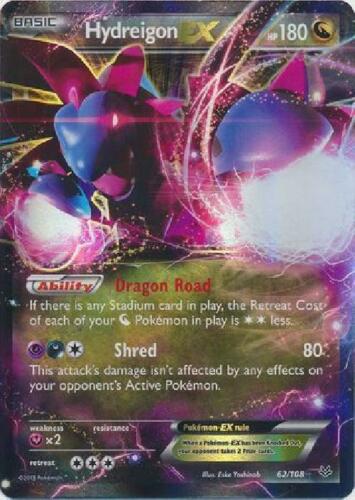 BASIC
Hydreigon EX
HP 180
Ability Dragon Road
If there is any Stadium card in play, the Retreat Cost
of each of your Pokémon in play is less.
Shred 80
This attack's damage isn't affected by any effects on
your opponent's Active Pokémon.
weakness resistance
×2
retreat
Pokémon-EX rule
When a Pokémon-EX has been Knocked Out,
your opponent takes 2 Prize cards.
©2015 Pokémon
Illus. Eske Yoshinob
62/108